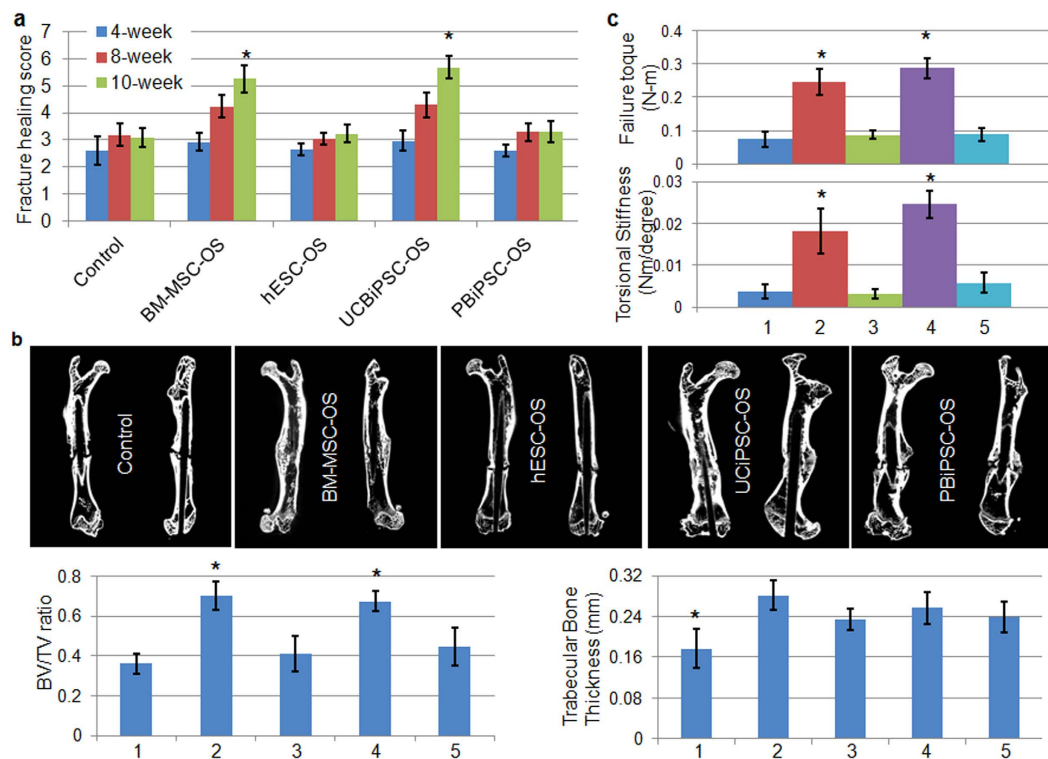 a
Fracture healing score
7
6
5
4
3
2
1
0
4-week
8-week
10-week
*
*
Control
BM-MSC-OS
hESC-OS
UCBiPSC-OS
PBiPSC-OS
c
Failure toque
(N-m)
0.4
0.3
0.2
0.1
0
*
*
Torsional Stiffness
(Nm/degree)
0.03
0.02
0.01
0
*
*
1 2 3 4 5
b
Control
BM-MSC-OS
hESC-OS
UCiPSC-OS
PBiPSC-OS
BV/TV ratio
0.8
0.6
0.4
0.2
0
*
*
1 2 3 4 5
Trabecular Bone
Thickness (mm)
0.32
0.24
0.16
0.08
0
*
1 2 3 4 5